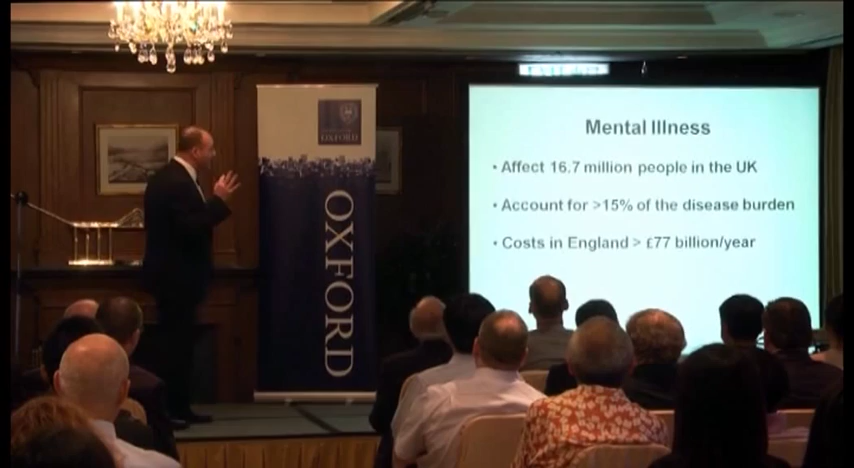 OXFORD
OXFORD
Mental Illness
• Affect 16.7 million people in the UK
• Account for >15% of the disease burden
• Costs in England > £77 billion/year